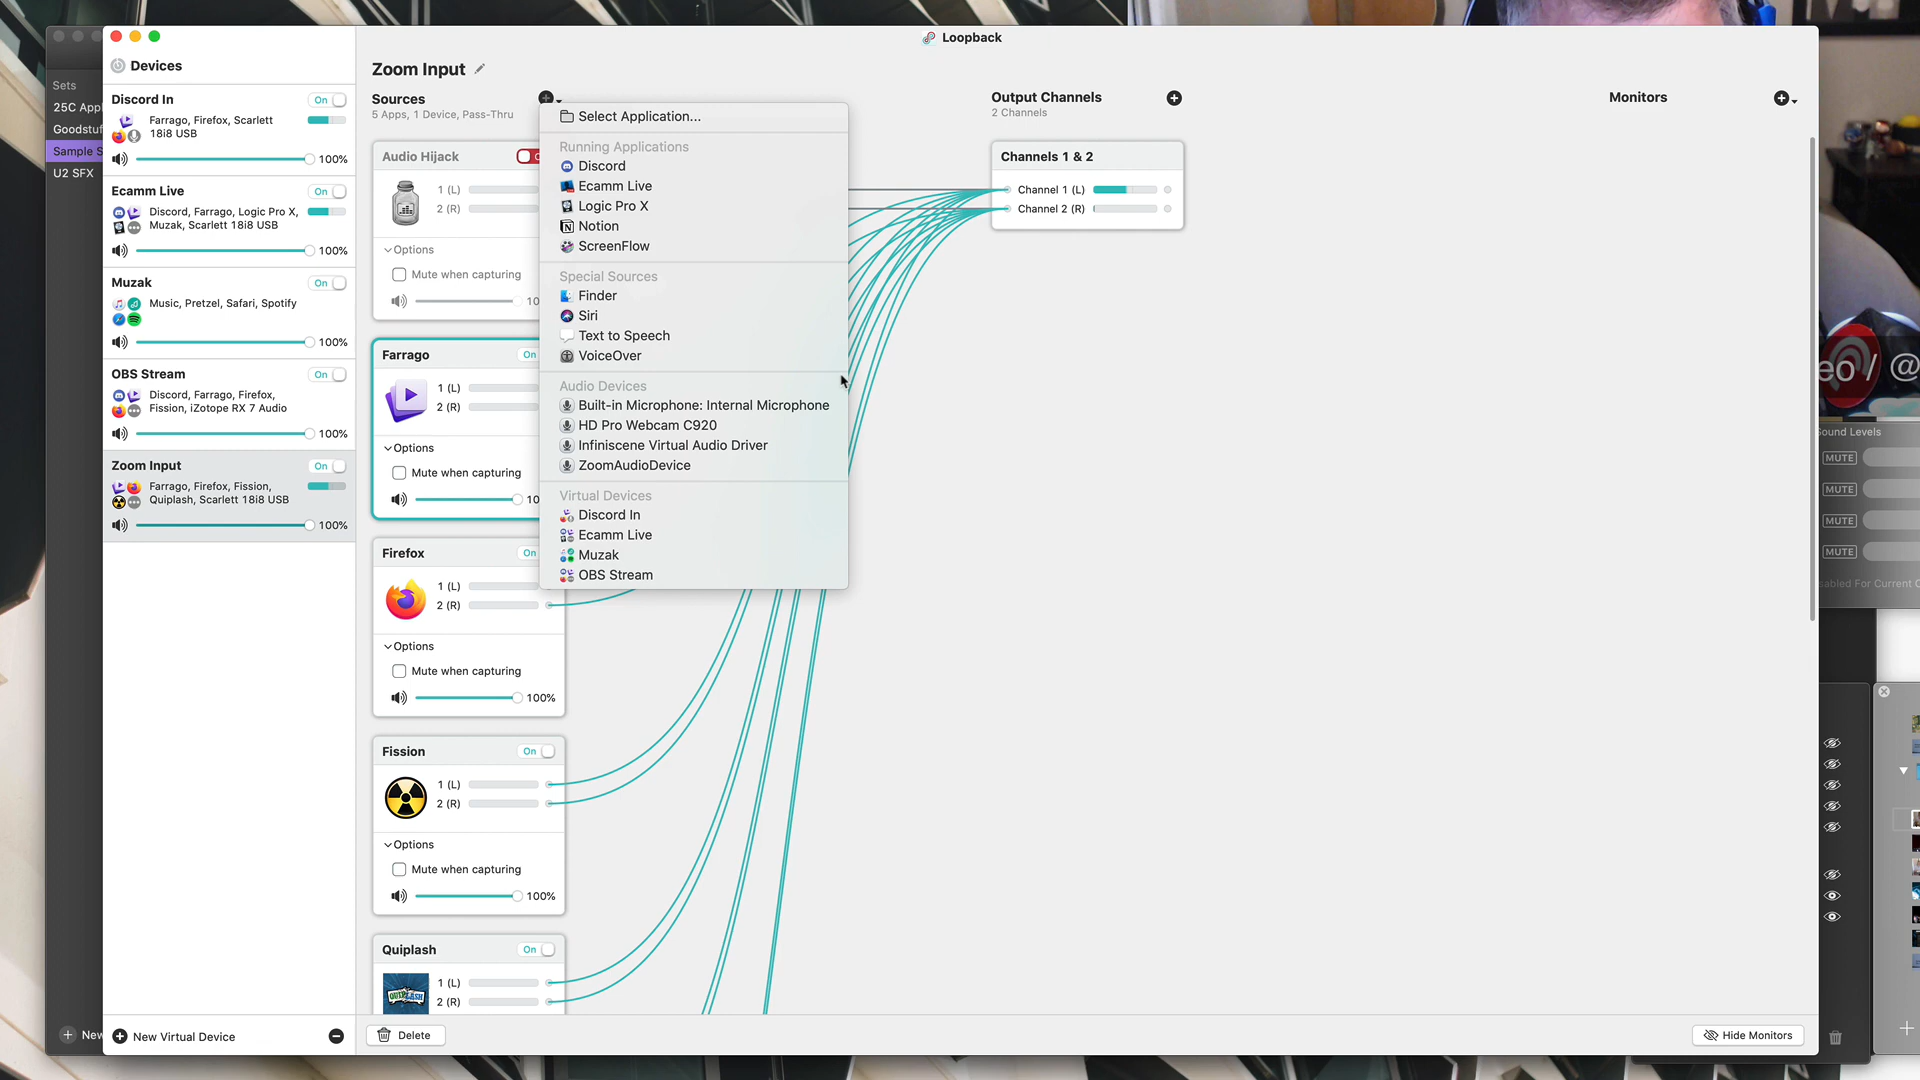 Loopback
Devices
Sets
25C Appl
Goodstuf
Sample S
U2 SFX
New
Discord In
On
Farrago, Firefox, Scarlett
18i8 USB
100%
Ecamm Live
On
Discord, Farrago, Logic Pro X,
Muzak, Scarlett 18i8 USB
100%
Muzak
On
Music, Pretzel, Safari, Spotify
100%
OBS Stream
On
Discord, Farrago, Firefox,
Fission, iZotope RX 7 Audio
100%
Zoom Input
On
Farrago, Firefox, Fission,
Quiplash, Scarlett 18i8 USB
100%
New Virtual Device
Zoom Input
Sources
5 Apps, 1 Device, Pass-Thru
Audio Hijack
1 (L)
2 (R)
Options
Mute when capturing
10
Farrago
On
1 (L)
2 (R)
Options
Mute when capturing
10
Firefox
On
1 (L)
2 (R)
Options
Mute when capturing
100%
Fission
On
1 (L)
2 (R)
Options
Mute when capturing
100%
Quiplash
On
1 (L)
2 (R)
QUIPLASH
Delete
Select Application...
Running Applications
Discord
Ecamm Live
Logic Pro X
Notion
ScreenFlow
Special Sources
Finder
Siri
Text to Speech
VoiceOver
Audio Devices
Built-in Microphone: Internal Microphone
HD Pro Webcam C920
Infiniscene Virtual Audio Driver
ZoomAudioDevice
Virtual Devices
Discord In
Ecamm Live
Muzak
OBS Stream
Output Channels
2 Channels
Channels 1 & 2
Channel 1 (L)
Channel 2 (R)
Monitors
Hide Monitors
eo / @
Sound Levels
MUTE
MUTE
MUTE
MUTE
sabled For Current C